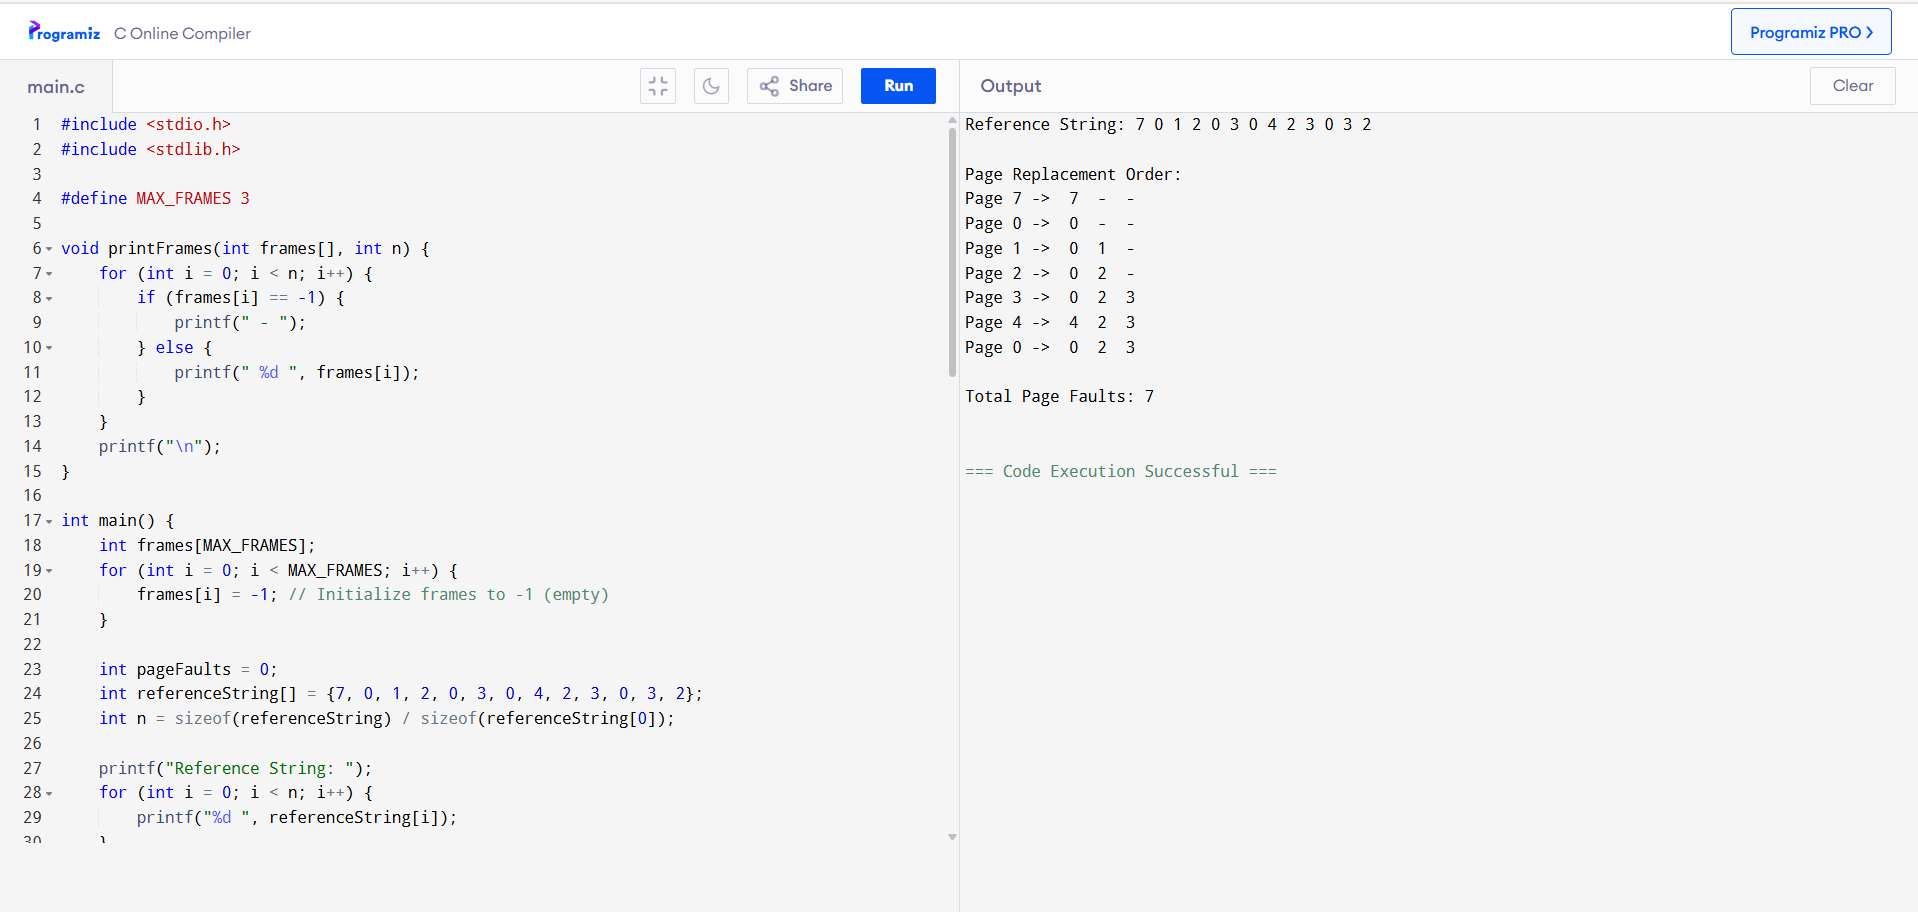 Programiz C Online Compiler Programiz PRO ❯
main.c Share Run Output Clear
1 #include <stdio.h>
2 #include <stdlib.h>
3
4 #define MAX_FRAMES 3
5
6 void printFrames(int frames[], int n) {
7     for (int i = 0; i < n; i++) {
8         if (frames[i] == -1) {
9             printf(" - ");
10         } else {
11             printf(" %d ", frames[i]);
12         }
13     }
14     printf("\n");
15 }
16
17 int main() {
18     int frames[MAX_FRAMES];
19     for (int i = 0; i < MAX_FRAMES; i++) {
20         frames[i] = -1; // Initialize frames to -1 (empty)
21     }
22
23     int pageFaults = 0;
24     int referenceString[] = {7, 0, 1, 2, 0, 3, 0, 4, 2, 3, 0, 3, 2};
25     int n = sizeof(referenceString) / sizeof(referenceString[0]);
26
27     printf("Reference String: ");
28     for (int i = 0; i < n; i++) {
29         printf("%d ", referenceString[i]);
30     }
Reference String: 7 0 1 2 0 3 0 4 2 3 0 3 2
Page Replacement Order:
Page 7 ->  7  -  -
Page 0 ->  0  -  -
Page 1 ->  0  1  -
Page 2 ->  0  2  -
Page 3 ->  0  2  3
Page 4 ->  4  2  3
Page 0 ->  0  2  3
Total Page Faults: 7
=== Code Execution Successful ===